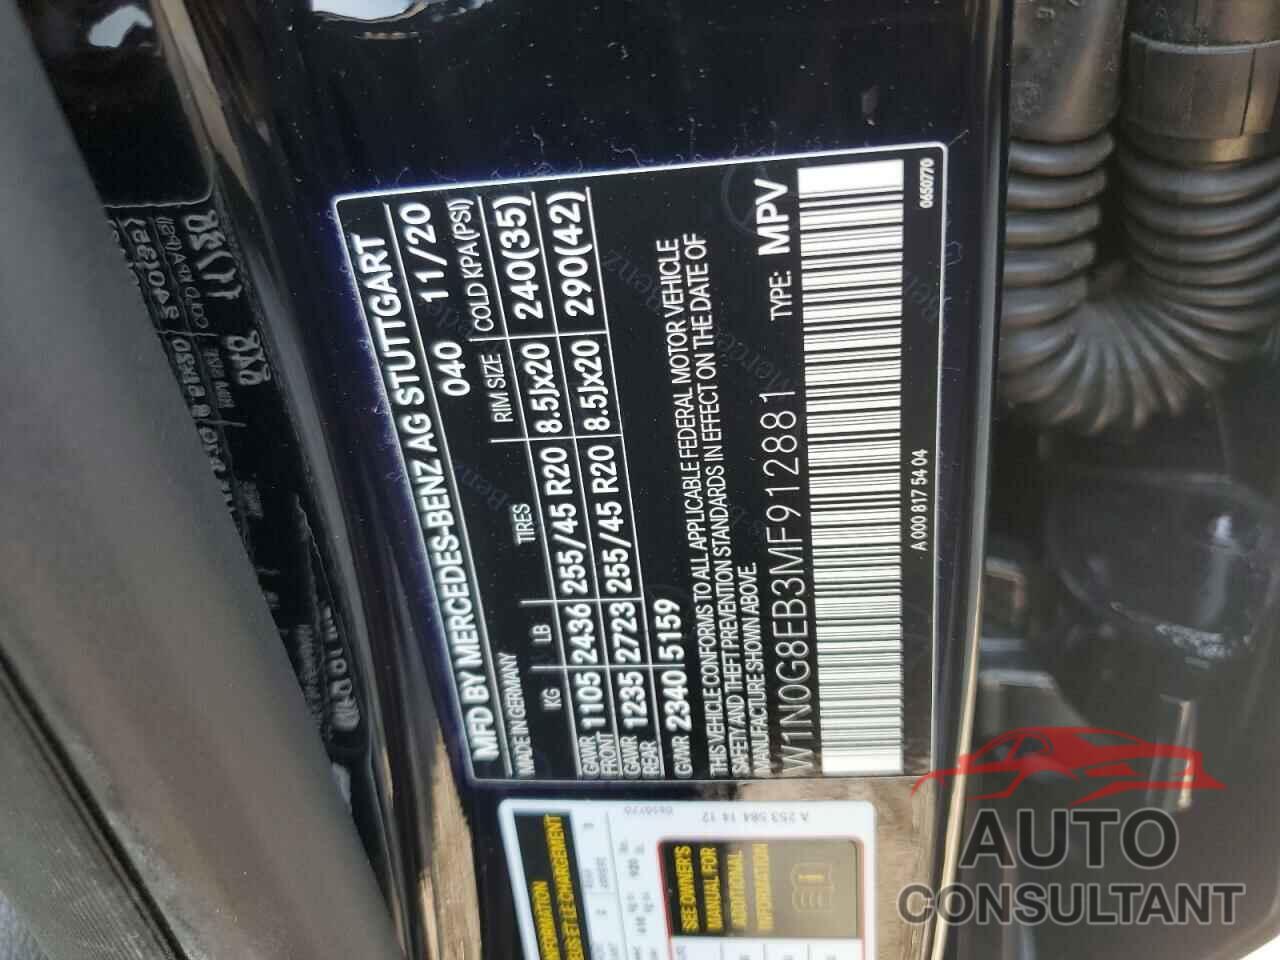 MFD BY MERCEDES-BENZ AG STUTTGART
MADE IN GERMANY 040 11/20
KG LB TIRES RIM SIZE COLD KPA (PSI)
GAWR FRONT 1105 2436 255/45 R20 8.5Jx20 240(35)
GAWR REAR 1235 2723 255/45 R20 8.5Jx20 290(42)
GVWR 2340 5159
THIS VEHICLE CONFORMS TO ALL APPLICABLE FEDERAL MOTOR VEHICLE
SAFETY AND THEFT PREVENTION STANDARDS IN EFFECT ON THE DATE OF
MANUFACTURE SHOWN ABOVE.
W1N0G8EB3MF912881 TYPE: MPV
A 000 817 54 04 0650770
A 253 584 14 12
SEE OWNER'S
MANUAL FOR
ADDITIONAL
INFORMATION
AUTO
CONSULTANT